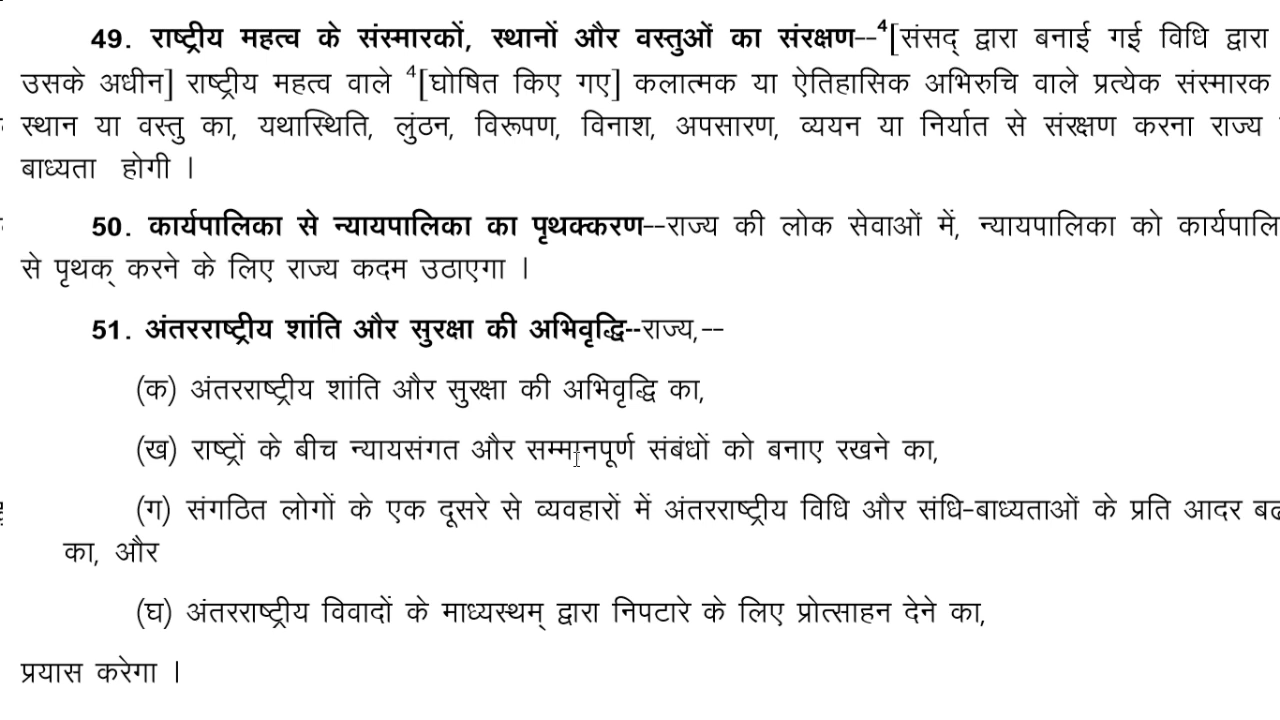 49. राष्ट्रीय महत्व के संस्मारकों, स्थानों और वस्तुओं का संरक्षण--4[संसद् द्वारा बनाई गई विधि द्वारा
उसके अधीन] राष्ट्रीय महत्व वाले 4[घोषित किए गए] कलात्मक या ऐतिहासिक अभिरुचि वाले प्रत्येक संस्मारक
स्थान या वस्तु का, यथास्थिति, लुंठन, विरूपण, विनाश, अपसारण, व्ययन या निर्यात से संरक्षण करना राज्य
बाध्यता होगी ।
50. कार्यपालिका से न्यायपालिका का पृथक्करण--राज्य की लोक सेवाओं में, न्यायपालिका को कार्यपालि
से पृथक् करने के लिए राज्य कदम उठाएगा ।
51. अंतरराष्ट्रीय शांति और सुरक्षा की अभिवृद्धि--राज्य,--
(क) अंतरराष्ट्रीय शांति और सुरक्षा की अभिवृद्धि का,
(ख) राष्ट्रों के बीच न्यायसंगत और सम्मानपूर्ण संबंधों को बनाए रखने का,
(ग) संगठित लोगों के एक दूसरे से व्यवहारों में अंतरराष्ट्रीय विधि और संधि-बाध्यताओं के प्रति आदर
का, और
(घ) अंतरराष्ट्रीय विवादों के माध्यस्थम् द्वारा निपटारे के लिए प्रोत्साहन देने का,
प्रयास करेगा ।